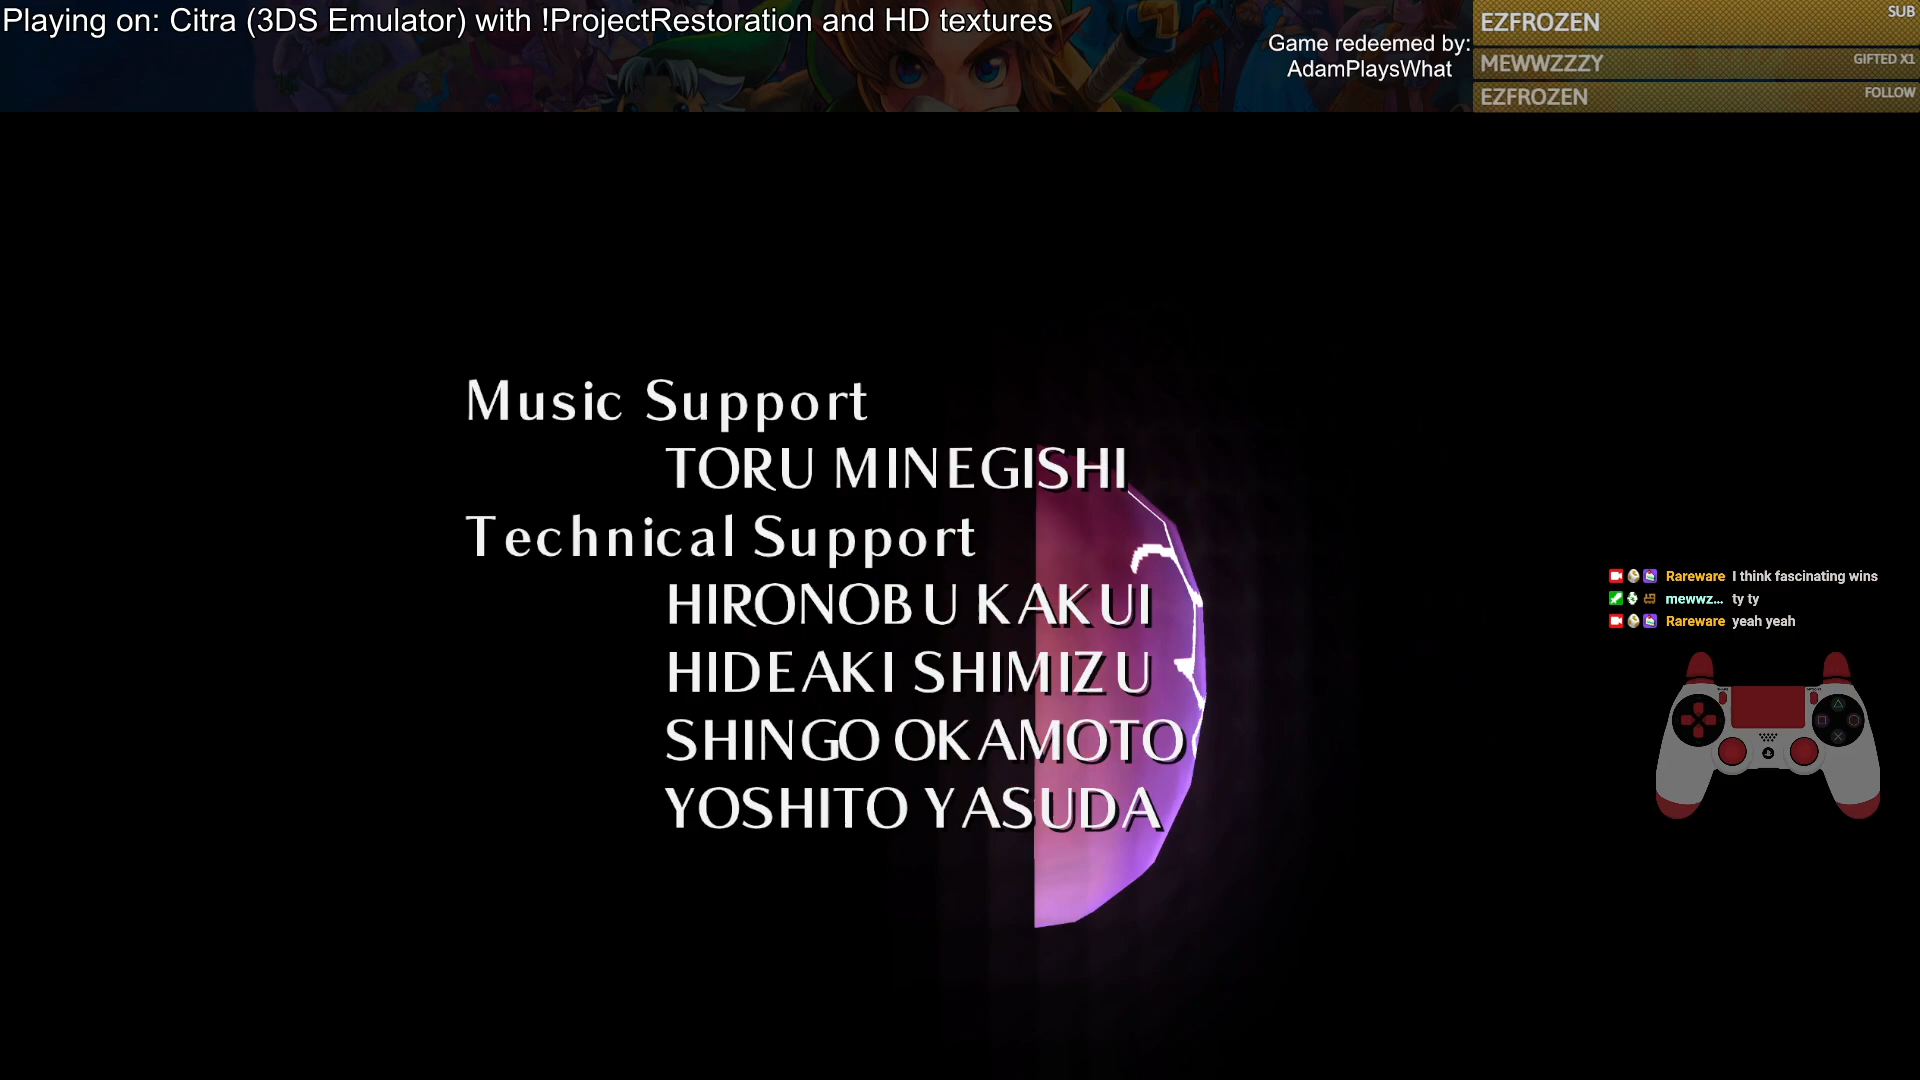 Playing on: Citra (3DS Emulator) with !ProjectRestoration and HD textures
Game redeemed by:
AdamPlaysWhat
EZFROZEN SUB
MEWWZZZY GIFTED X1
EZFROZEN FOLLOW
Music Support
TORU MINEGISHI
Technical Support
HIRONOBU KAKUI
HIDEAKI SHIMIZU
SHINGO OKAMOTO
YOSHITO YASUDA
Rareware I think fascinating wins
mewwz... ty ty
Rareware yeah yeah